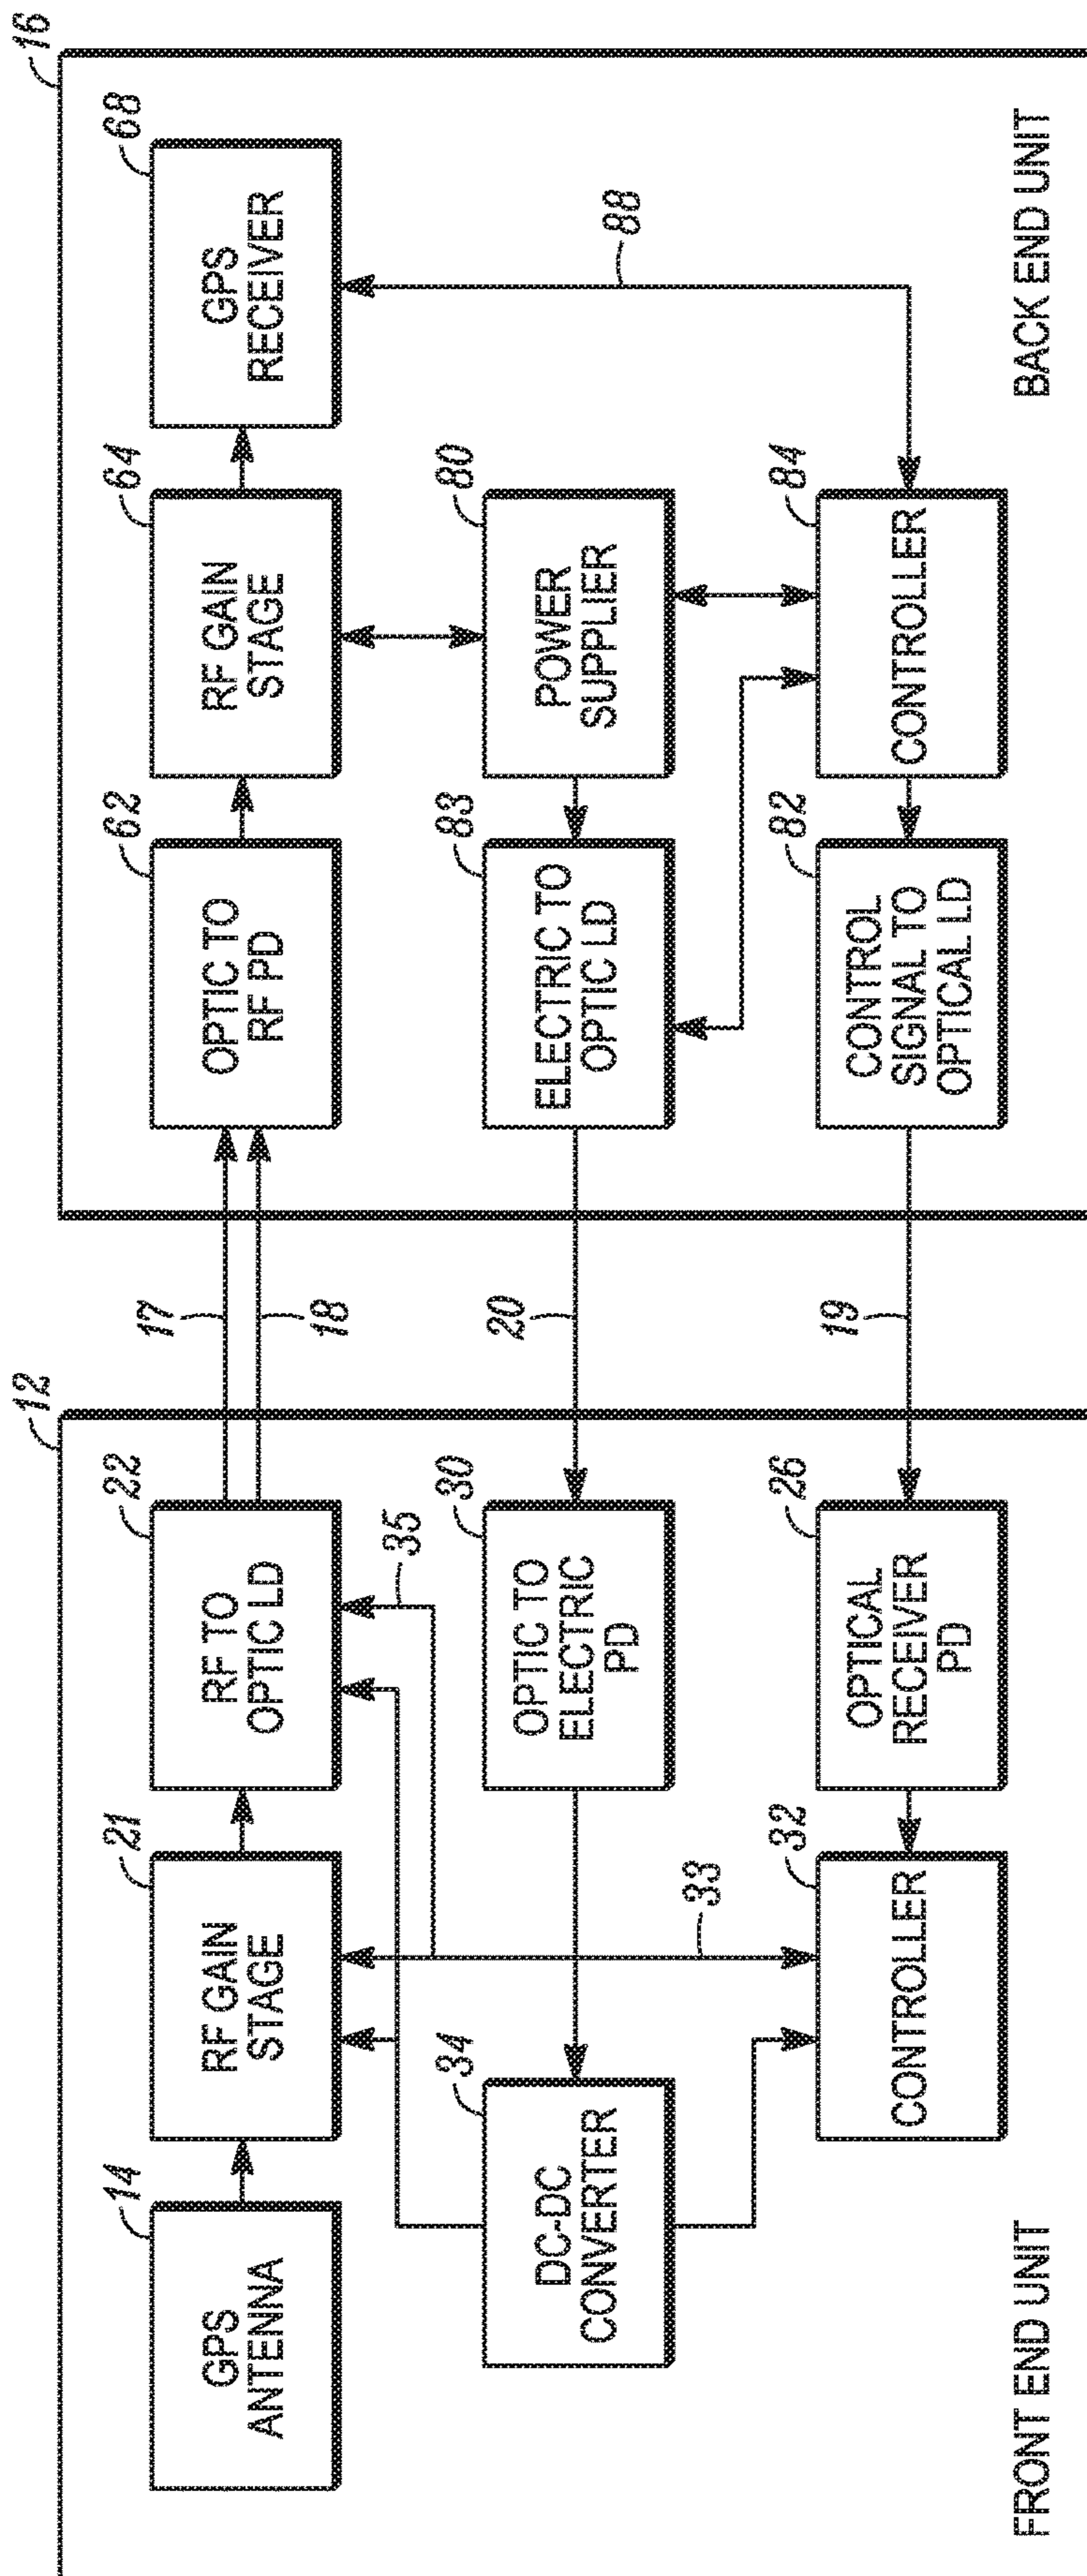 12
14
GPS
ANTENNA
21
RF GAIN
STAGE
22
RF TO
OPTIC LD
35
34
DC-DC
CONVERTER
30
OPTIC TO
ELECTRIC
PD
33
32
CONTROLLER
26
OPTICAL
RECEIVER
PD
FRONT END UNIT
17
18
20
19
16
62
OPTIC TO
RF PD
64
RF GAIN
STAGE
68
GPS
RECEIVER
83
ELECTRIC TO
OPTIC LD
80
POWER
SUPPLIER
88
82
CONTROL
SIGNAL TO
OPTICAL LD
84
CONTROLLER
BACK END UNIT